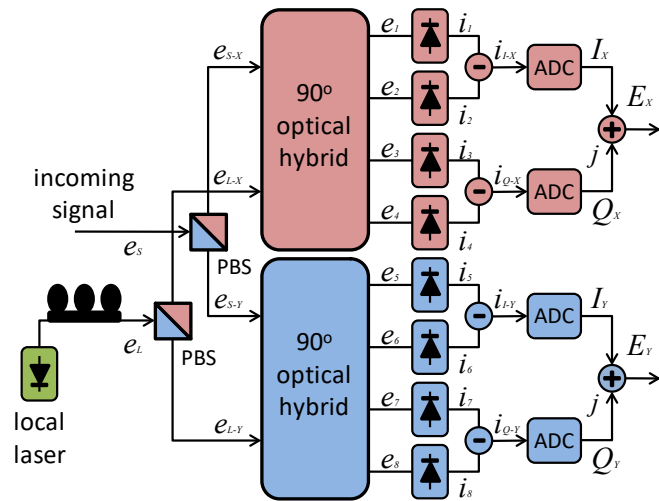 e1 i1
eS-X iI-X ADC IX
90o optical hybrid
e2 i2
EX
e3 i3
j
incoming signal
eL-X iQ-X ADC QX
eS
e4 i4
PBS
e5 i5
eS-Y iI-Y ADC IY
eL
PBS
90o optical hybrid
e6 i6
EY
e7 i7
j
local laser
eL-Y iQ-Y ADC QY
e8 i8